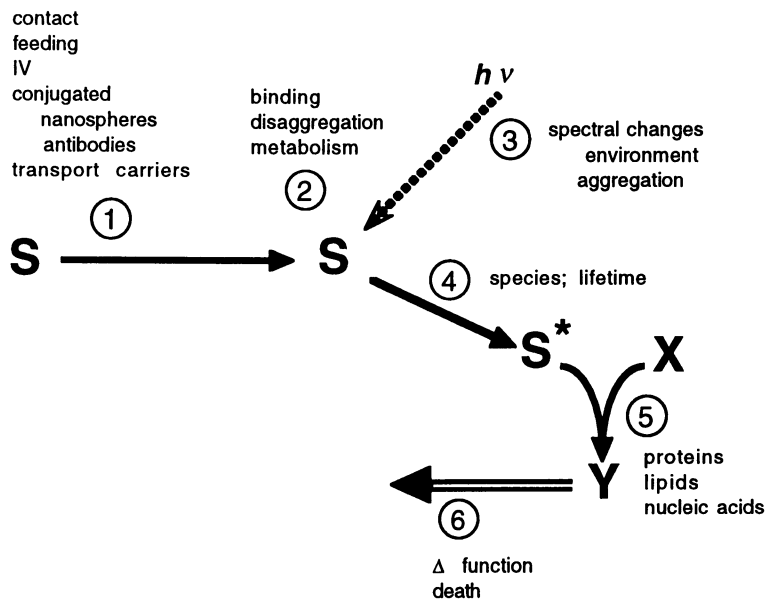 contact
feeding
IV
conjugated
nanospheres
antibodies
transport carriers
1
S
binding
disaggregation
metabolism
2
S
h ν
3
spectral changes
environment
aggregation
4
species; lifetime
S*
X
5
Y
proteins
lipids
nucleic acids
6
Δ function
death